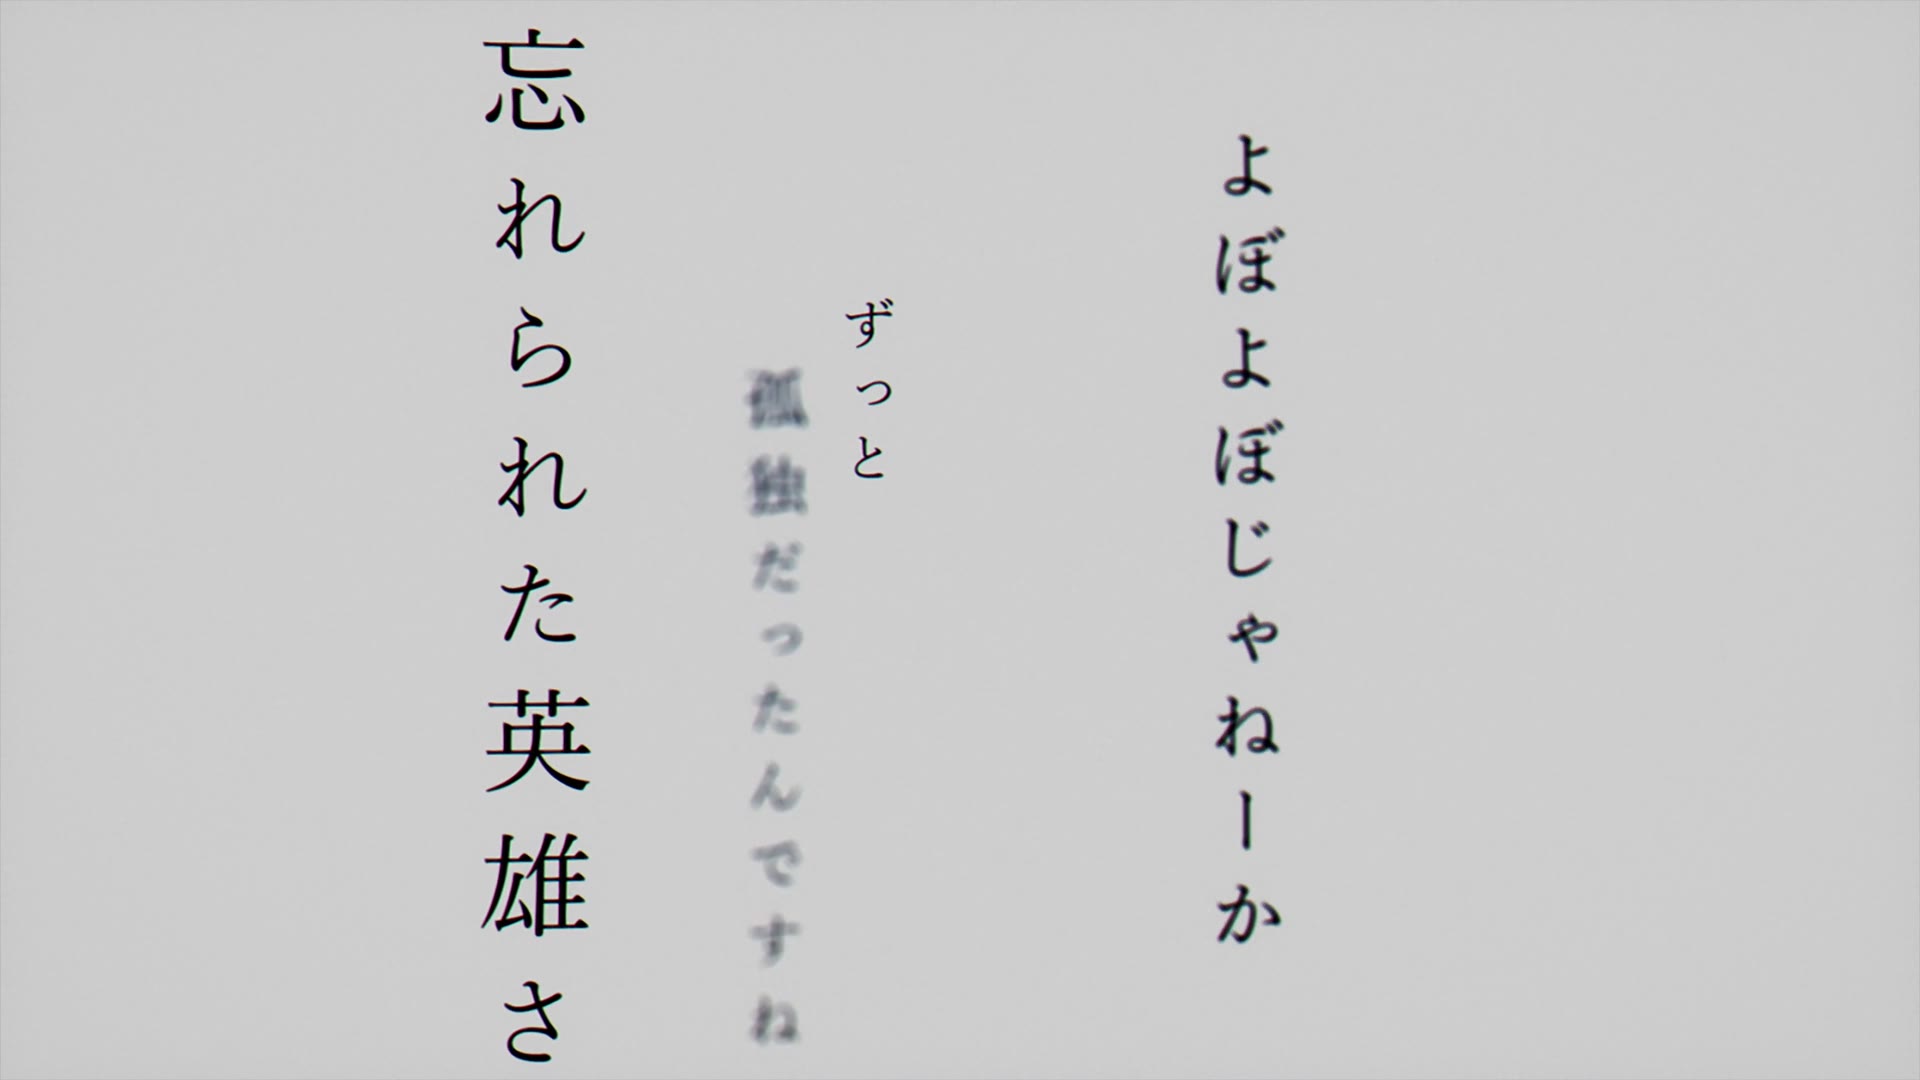 よぼよぼじゃねーか
ずっと
孤独だったんですね
忘れられた英雄さ